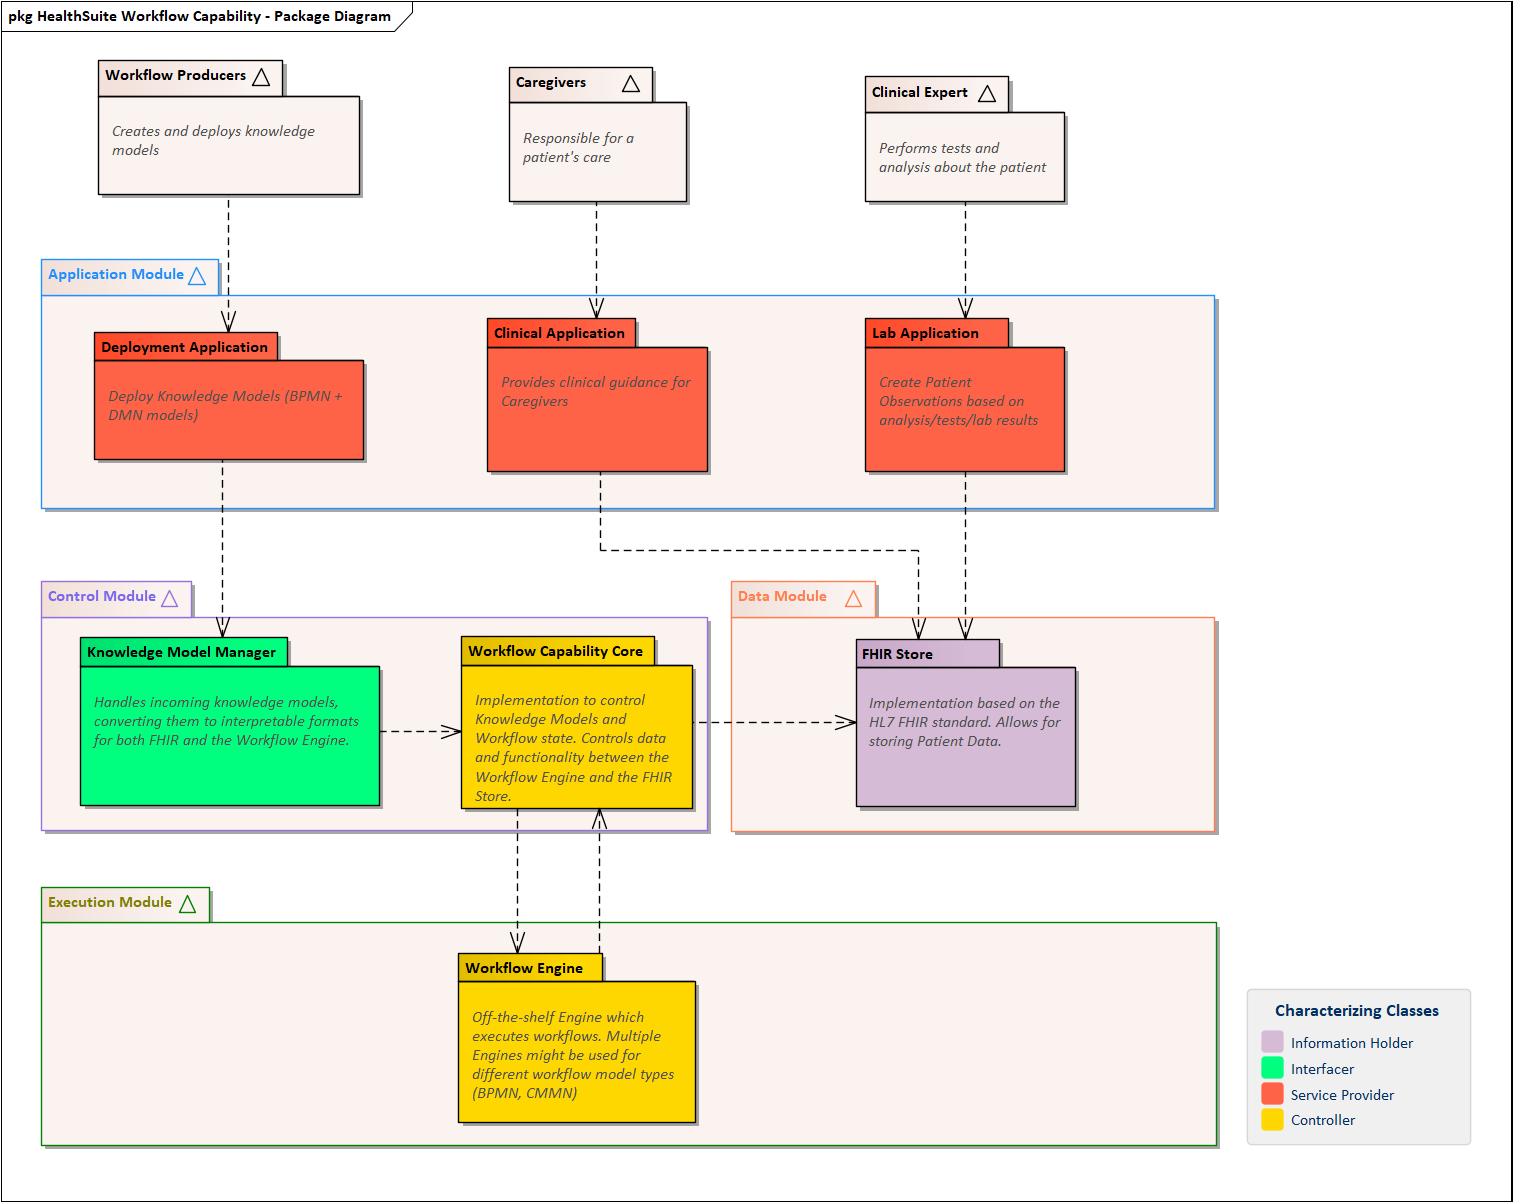 pkg HealthSuite Workflow Capability - Package Diagram
Workflow Producers
Creates and deploys knowledge
models
Caregivers
Responsible for a
patient's care
Clinical Expert
Performs tests and
analysis about the patient
Application Module
Deployment Application
Deploy Knowledge Models (BPMN +
DMN models)
Clinical Application
Provides clinical guidance for
Caregivers
Lab Application
Create Patient
Observations based on
analysis/tests/lab results
Control Module
Knowledge Model Manager
Handles incoming knowledge models,
converting them to interpretable formats
for both FHIR and the Workflow Engine.
Workflow Capability Core
Implementation to control
Knowledge Models and
Workflow state. Controls data
and functionality between the
Workflow Engine and the FHIR
Store.
Data Module
FHIR Store
Implementation based on the
HL7 FHIR standard. Allows for
storing Patient Data.
Execution Module
Workflow Engine
Off-the-shelf Engine which
executes workflows. Multiple
Engines might be used for
different workflow model types
(BPMN, CMMN)
Characterizing Classes
Information Holder
Interfacer
Service Provider
Controller